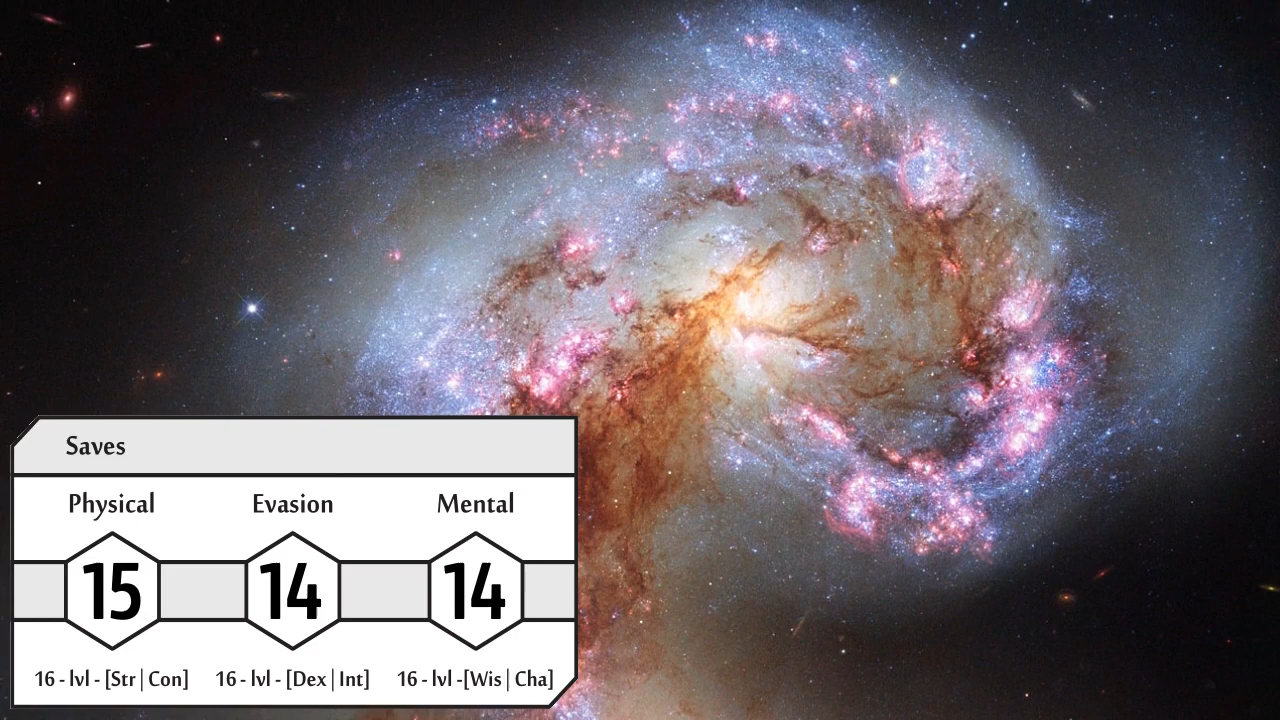 Saves
Physical Evasion Mental
15 14 14
16 - lvl - [Str | Con] 16 - lvl - [Dex | Int] 16 - lvl -[Wis | Cha]